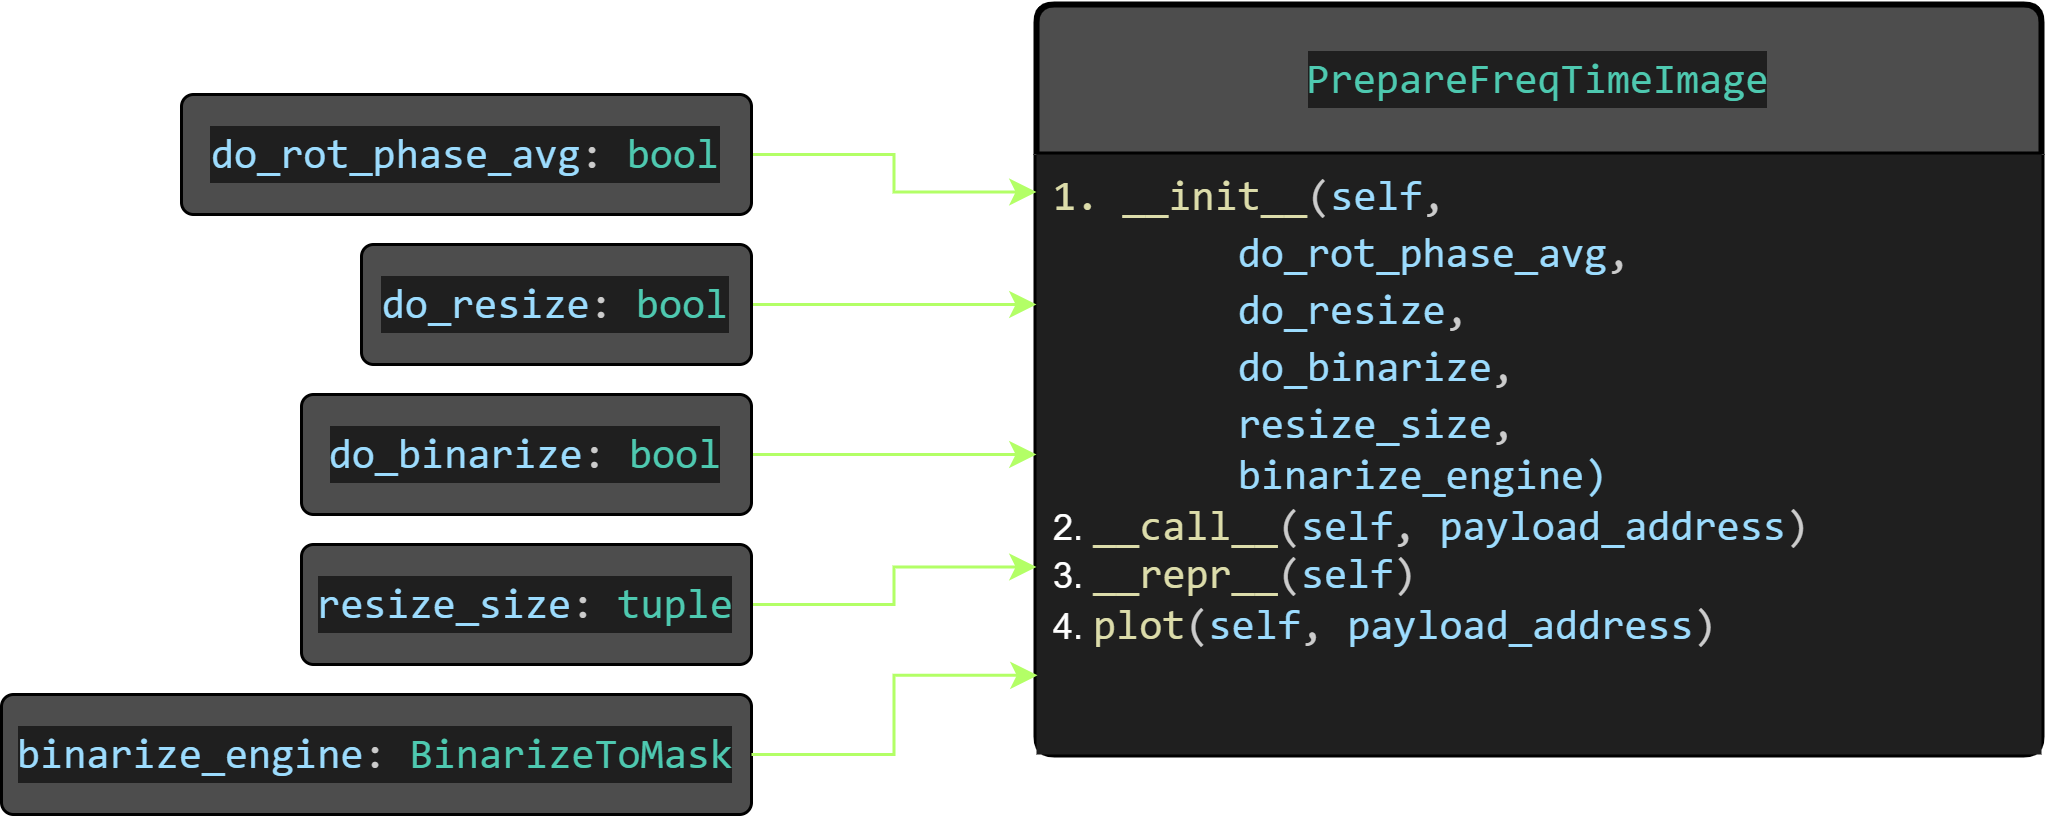 do_rot_phase_avg: bool
do_resize: bool
do_binarize: bool
resize_size: tuple
binarize_engine: BinarizeToMask
PrepareFreqTimeImage
1. __init__(self,
do_rot_phase_avg,
do_resize,
do_binarize,
resize_size,
binarize_engine)
2. __call__(self, payload_address)
3. __repr__(self)
4. plot(self, payload_address)